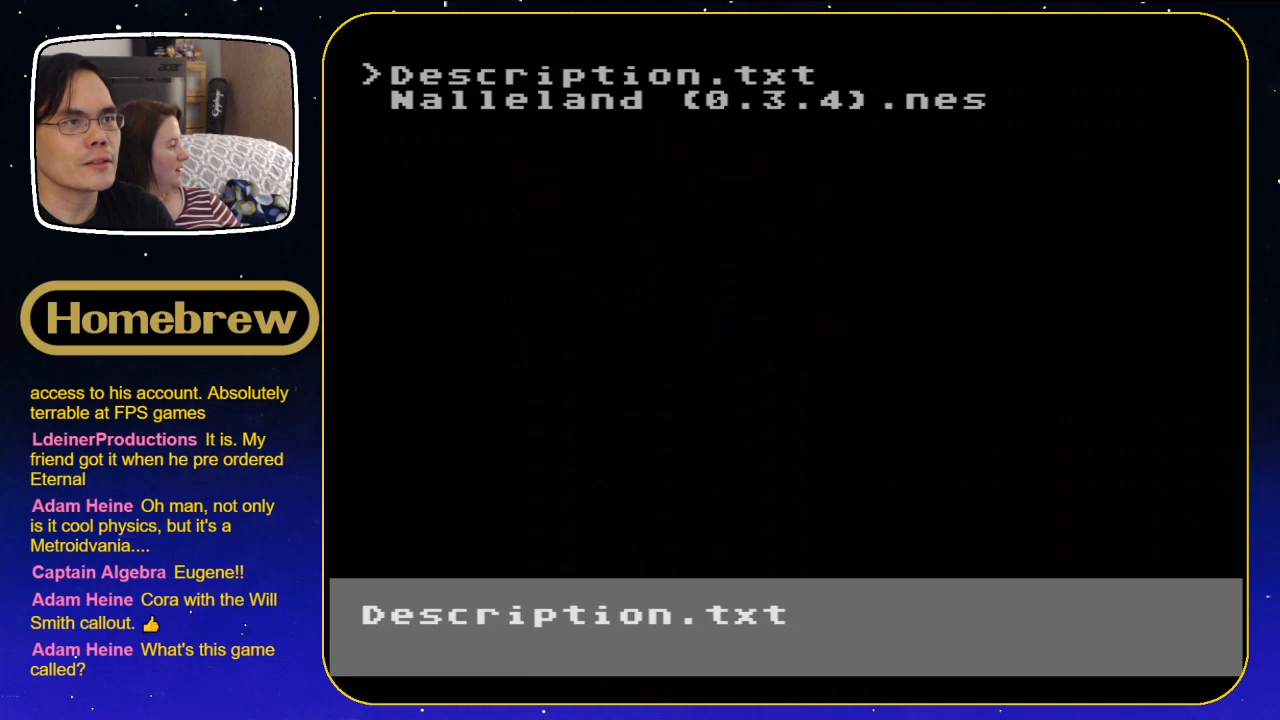 >Description.txt
Nalleland (0.3.4).nes
acer
Epiphone
Homebrew
access to his account. Absolutely
terrable at FPS games
LdeinerProductions It is. My
friend got it when he pre ordered
Eternal
Adam Heine Oh man, not only
is it cool physics, but it's a
Metroidvania....
Captain Algebra Eugene!!
Adam Heine Cora with the Will
Smith callout. 👍
Adam Heine What's this game
called?
Description.txt